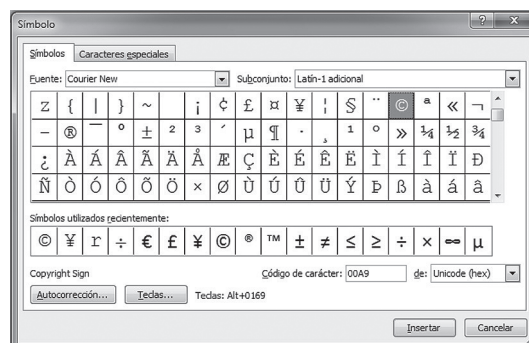 Símbolo
Símbolos Caracteres especiales
Fuente: Courier New Subconjunto: Latín-1 adicional
z { | } ~ ¡ ¢ £ ¤ ¥ ¦ § ¨ © ª « ¬
– ® ¯ ° ± ² ³ ´ µ ¶ · ¸ ¹ º » ¼ ½ ¾
¿ À Á Â Ã Ä Å Æ Ç È É Ê Ë Ì Í Î Ï Ð
Ñ Ò Ó Ô Õ Ö × Ø Ù Ú Û Ü Ý Þ ß à á â
Símbolos utilizados recientemente:
© ¥ r ÷ € £ ¥ © ® ™ ± ≠ ≤ ≥ ÷ × ∞ µ
Copyright Sign Código de carácter: 00A9 de: Unicode (hex)
Autocorrección... Teclas... Teclas: Alt+0169
Insertar Cancelar